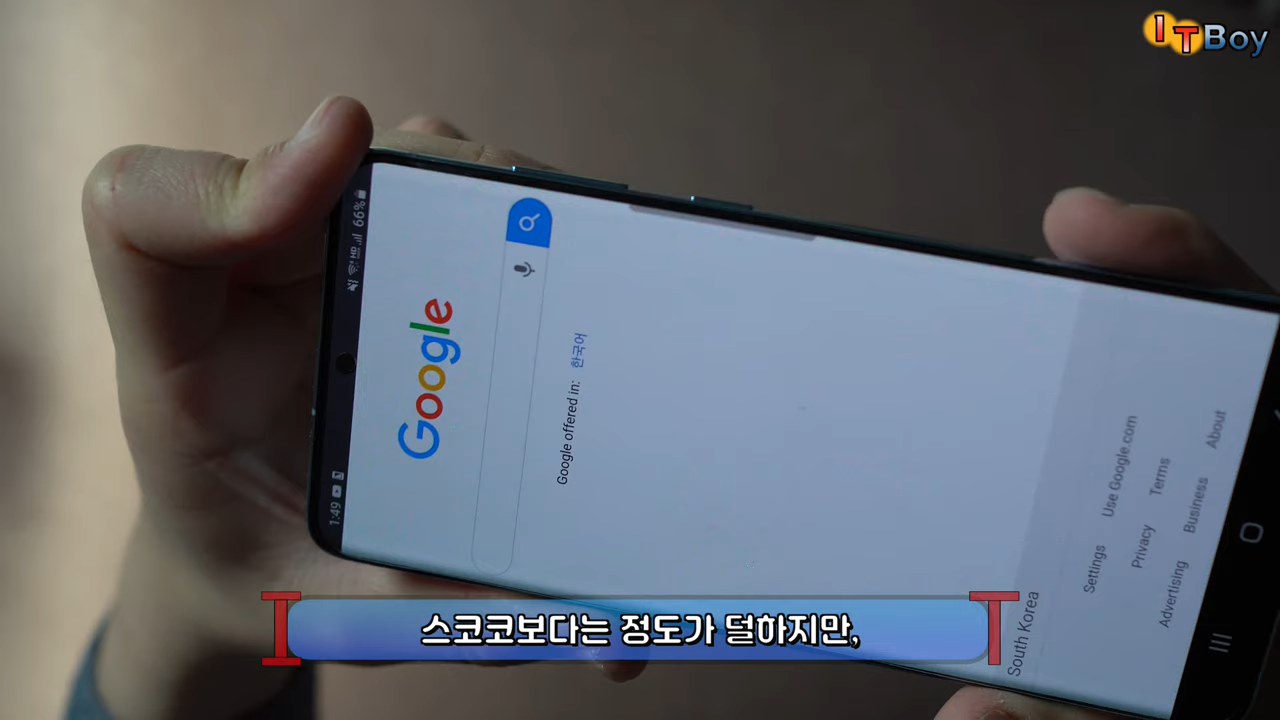 ITBoy
1:49
HD
66%
Google
Google offered in: 한국어
South Korea
Settings Use Google.com
Privacy Terms
Advertising Business About
스코코보다는 정도가 덜하지만,